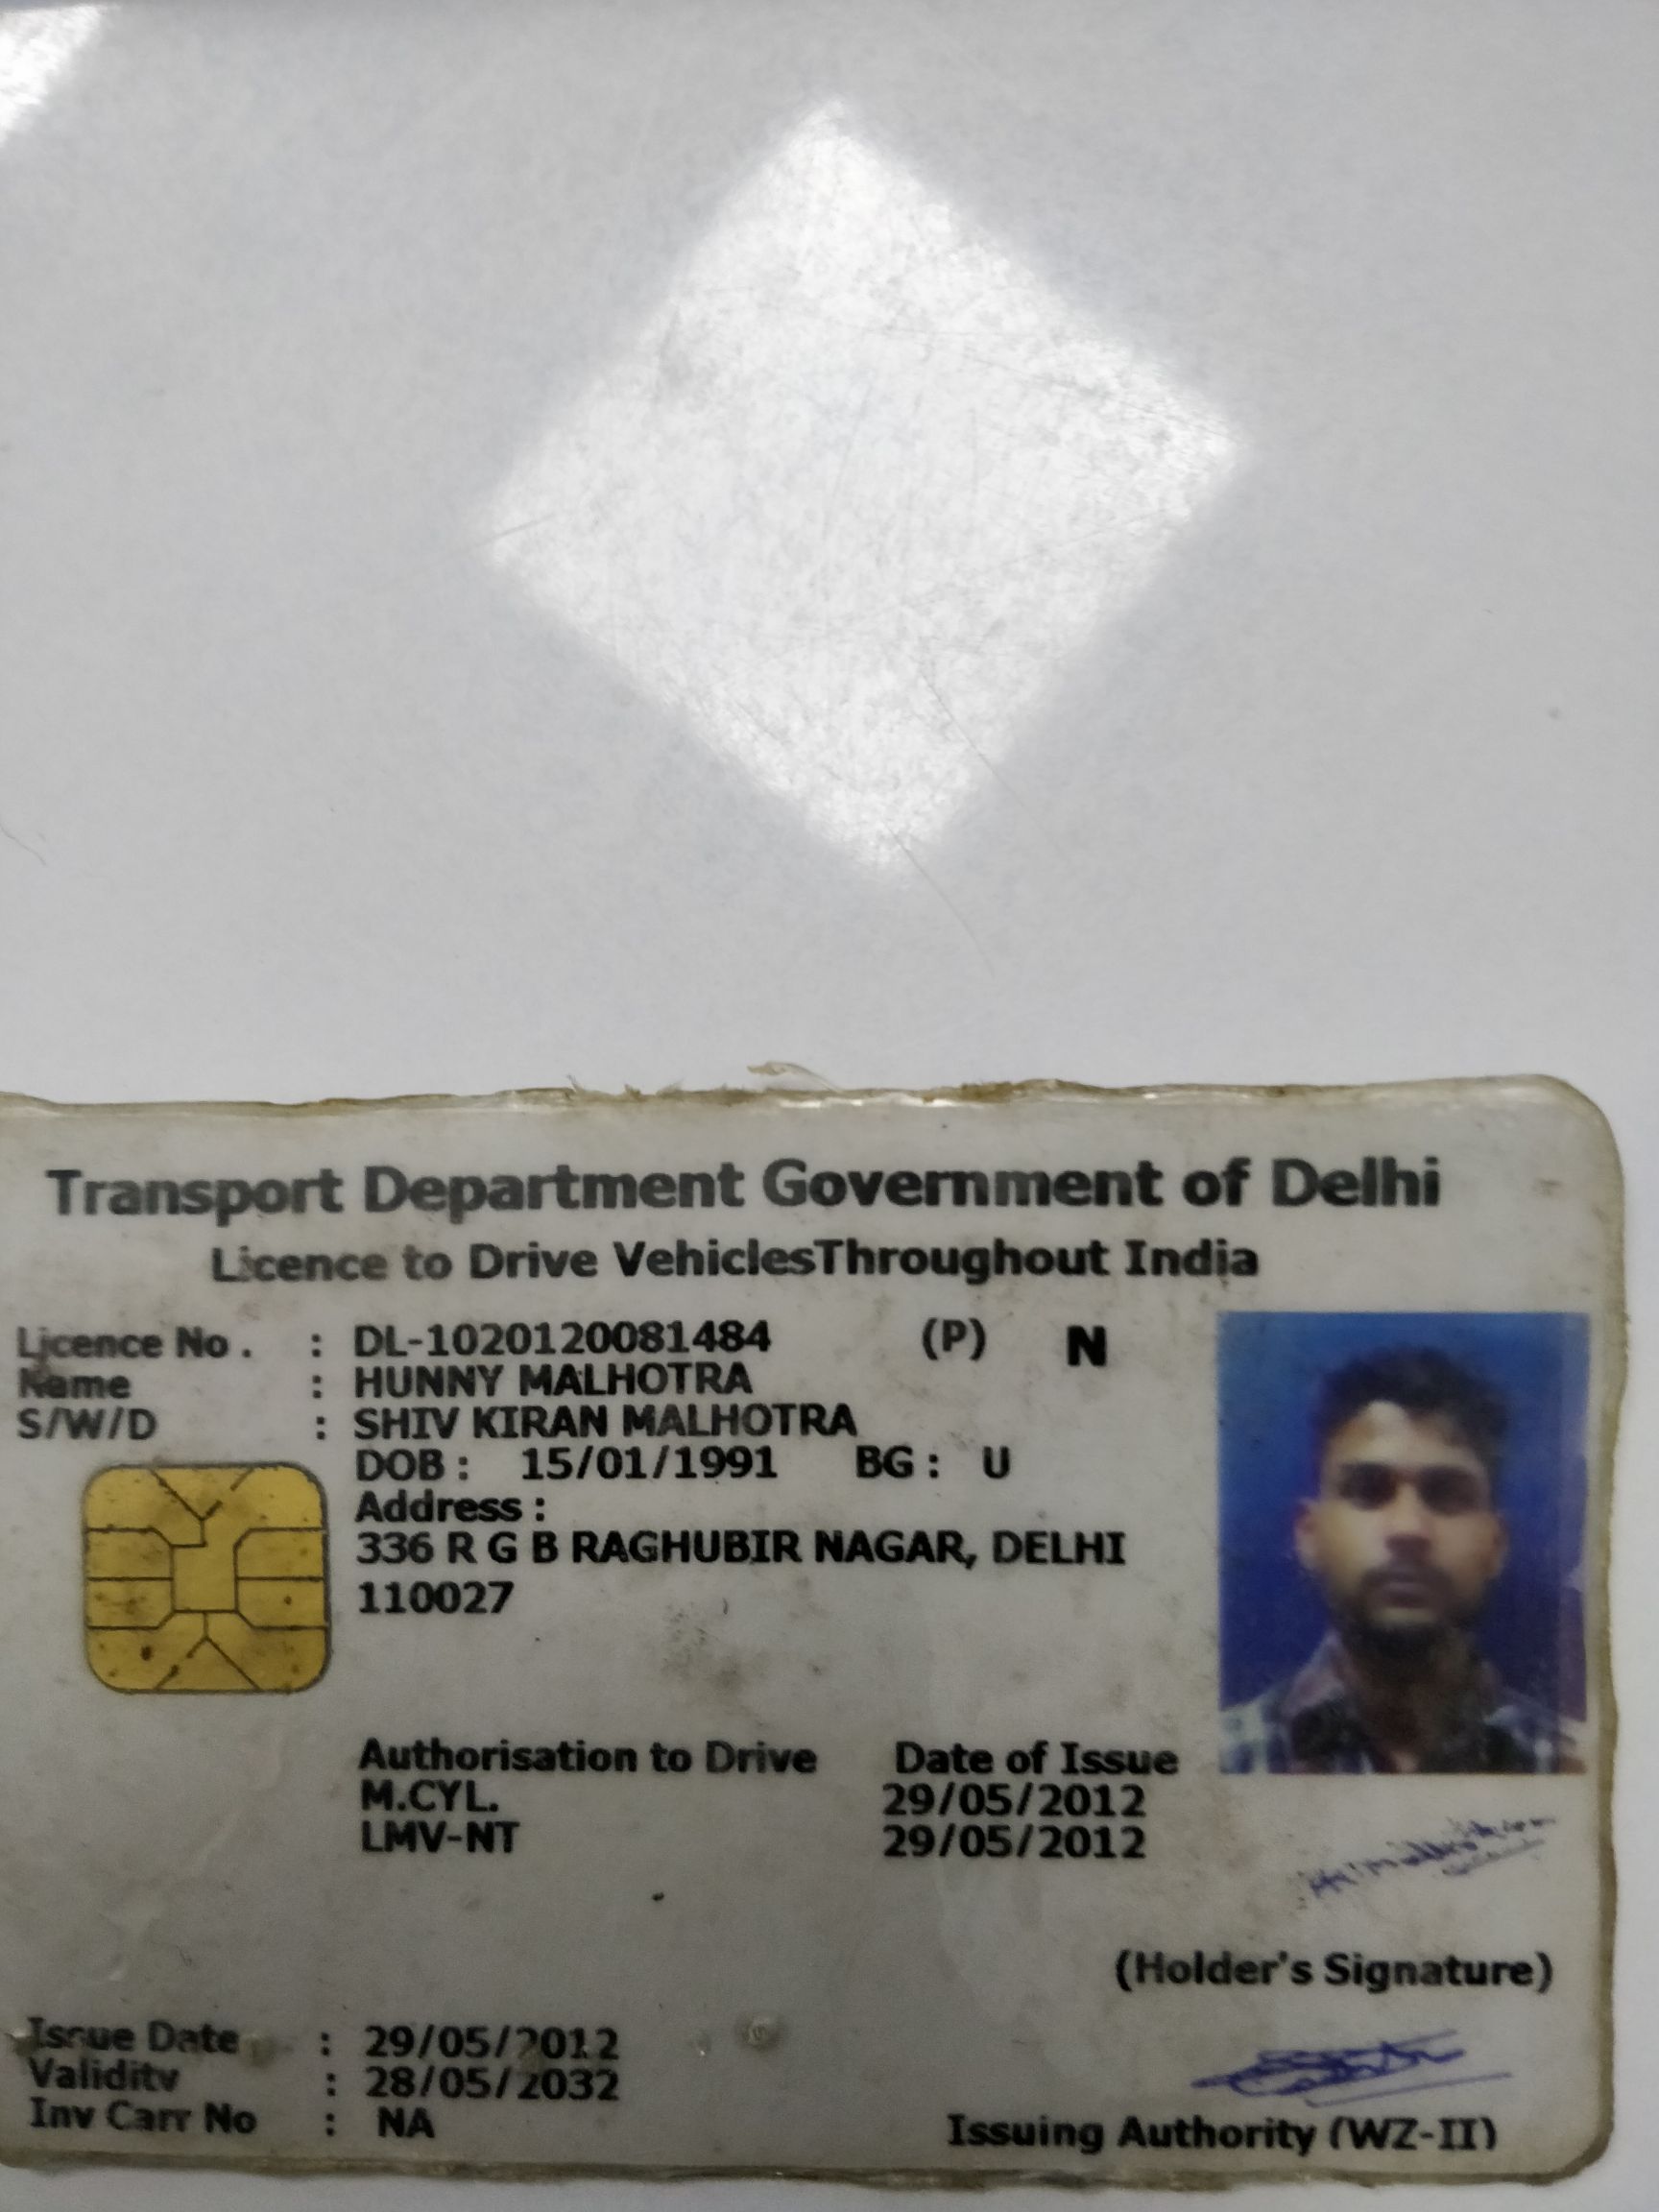 Transport Department Government of Delhi
Licence to Drive VehiclesThroughout India
Licence No. : DL-1020120081484 (P) N
Name : HUNNY MALHOTRA
S/W/D : SHIV KIRAN MALHOTRA
DOB : 15/01/1991 BG : U
Address :
336 R G B RAGHUBIR NAGAR, DELHI
110027
Authorisation to Drive Date of Issue
M.CYL. 29/05/2012
LMV-NT 29/05/2012
(Holder's Signature)
Issue Date : 29/05/2012
Validity : 28/05/2032
Inv Carr No : NA
Issuing Authority (WZ-II)